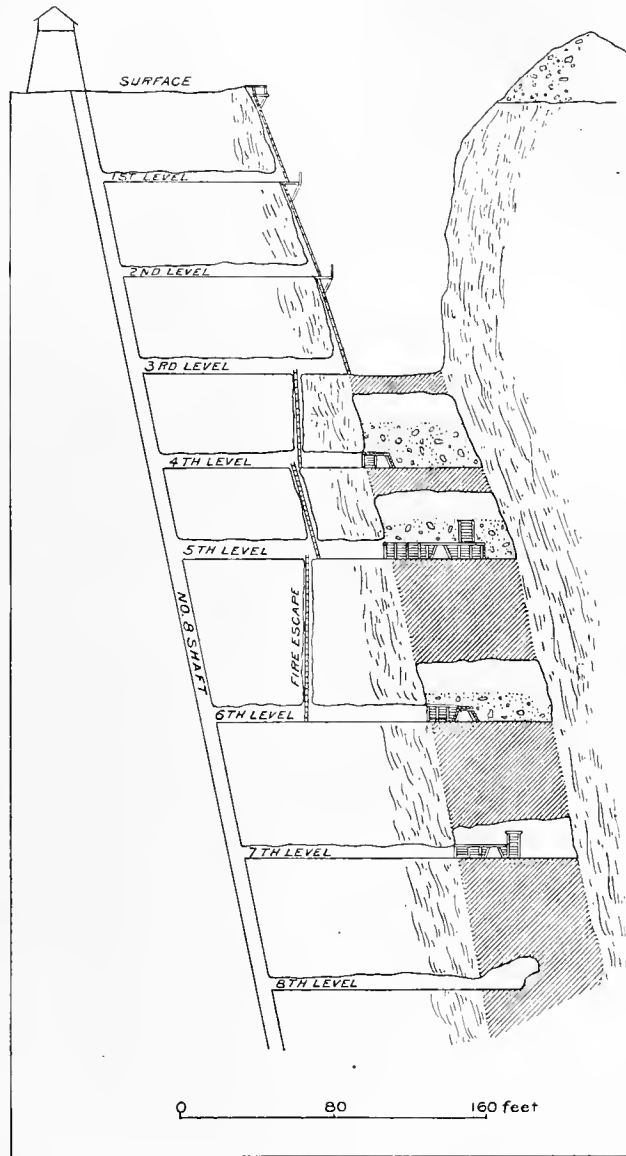 SURFACE
1ST LEVEL
2ND LEVEL
3RD LEVEL
4TH LEVEL
5TH LEVEL
NO. 8 SHAFT
FIRE ESCAPE
6TH LEVEL
7TH LEVEL
8TH LEVEL
0 80 160 feet